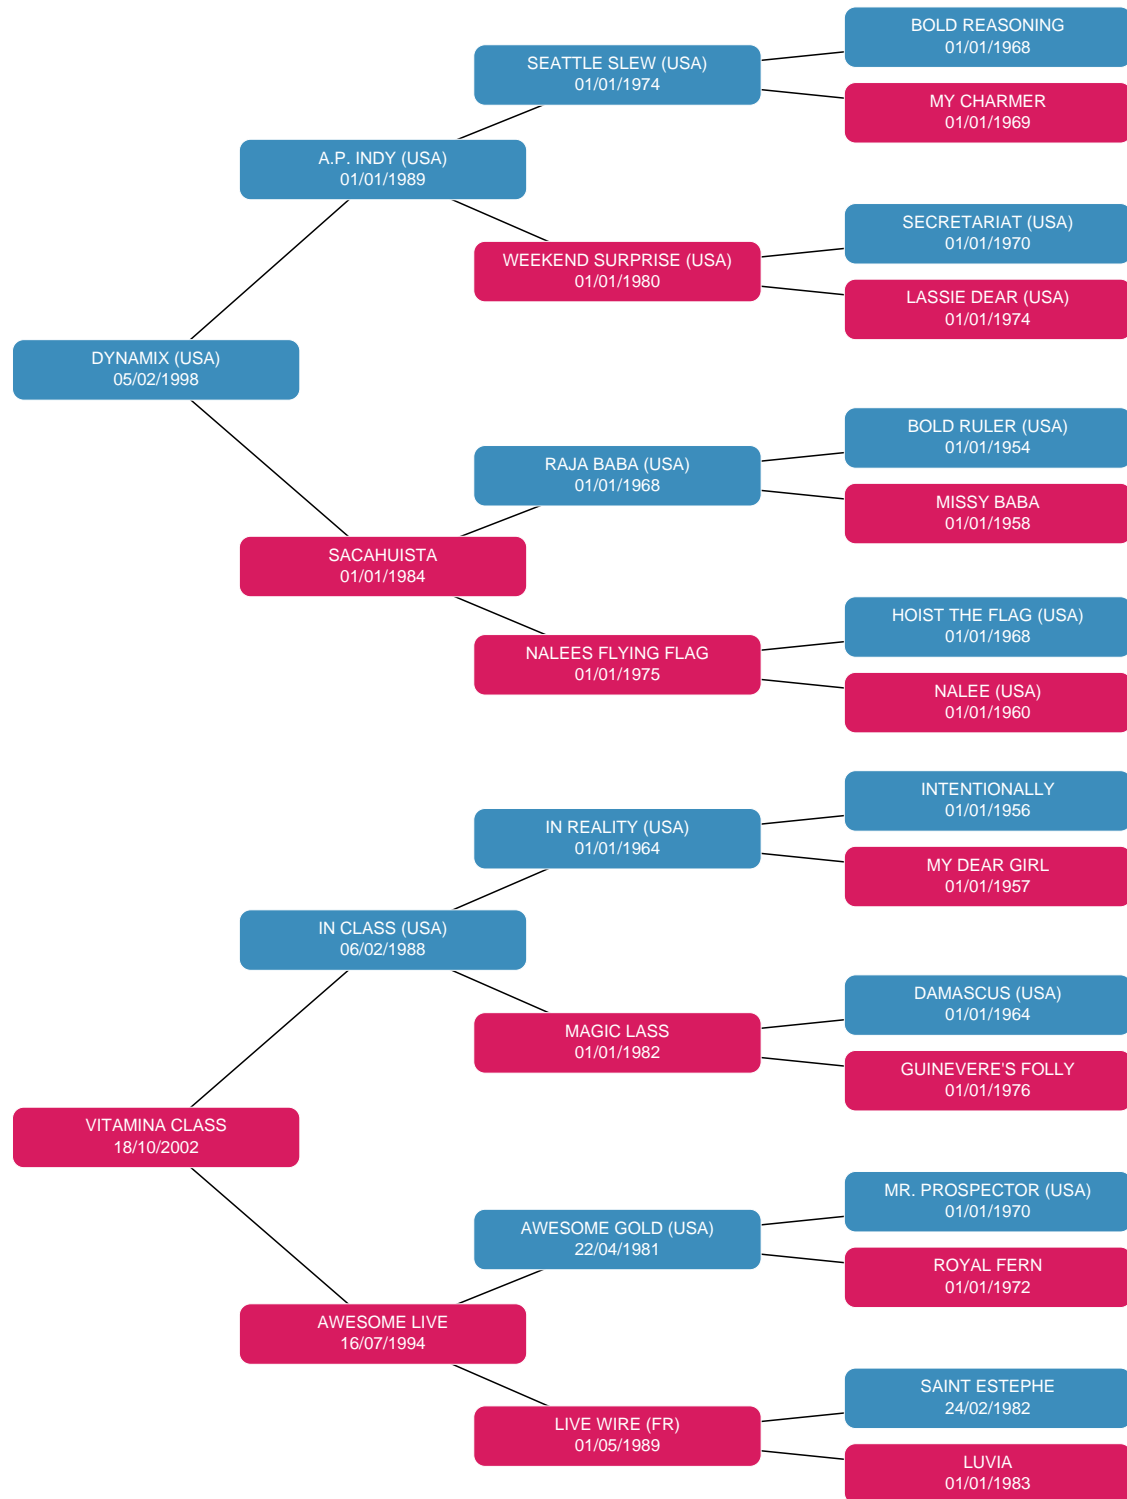 BOLD REASONING
01/01/1968
SEATTLE SLEW (USA)
01/01/1974
MY CHARMER
01/01/1969
A.P. INDY (USA)
01/01/1989
SECRETARIAT (USA)
01/01/1970
WEEKEND SURPRISE (USA)
01/01/1980
LASSIE DEAR (USA)
01/01/1974
DYNAMIX (USA)
05/02/1998
BOLD RULER (USA)
01/01/1954
RAJA BABA (USA)
01/01/1968
MISSY BABA
01/01/1958
SACAHUISTA
01/01/1984
HOIST THE FLAG (USA)
01/01/1968
NALEES FLYING FLAG
01/01/1975
NALEE (USA)
01/01/1960
INTENTIONALLY
01/01/1956
IN REALITY (USA)
01/01/1964
MY DEAR GIRL
01/01/1957
IN CLASS (USA)
06/02/1988
DAMASCUS (USA)
01/01/1964
MAGIC LASS
01/01/1982
GUINEVERE'S FOLLY
01/01/1976
VITAMINA CLASS
18/10/2002
MR. PROSPECTOR (USA)
01/01/1970
AWESOME GOLD (USA)
22/04/1981
ROYAL FERN
01/01/1972
AWESOME LIVE
16/07/1994
SAINT ESTEPHE
24/02/1982
LIVE WIRE (FR)
01/05/1989
LUVIA
01/01/1983